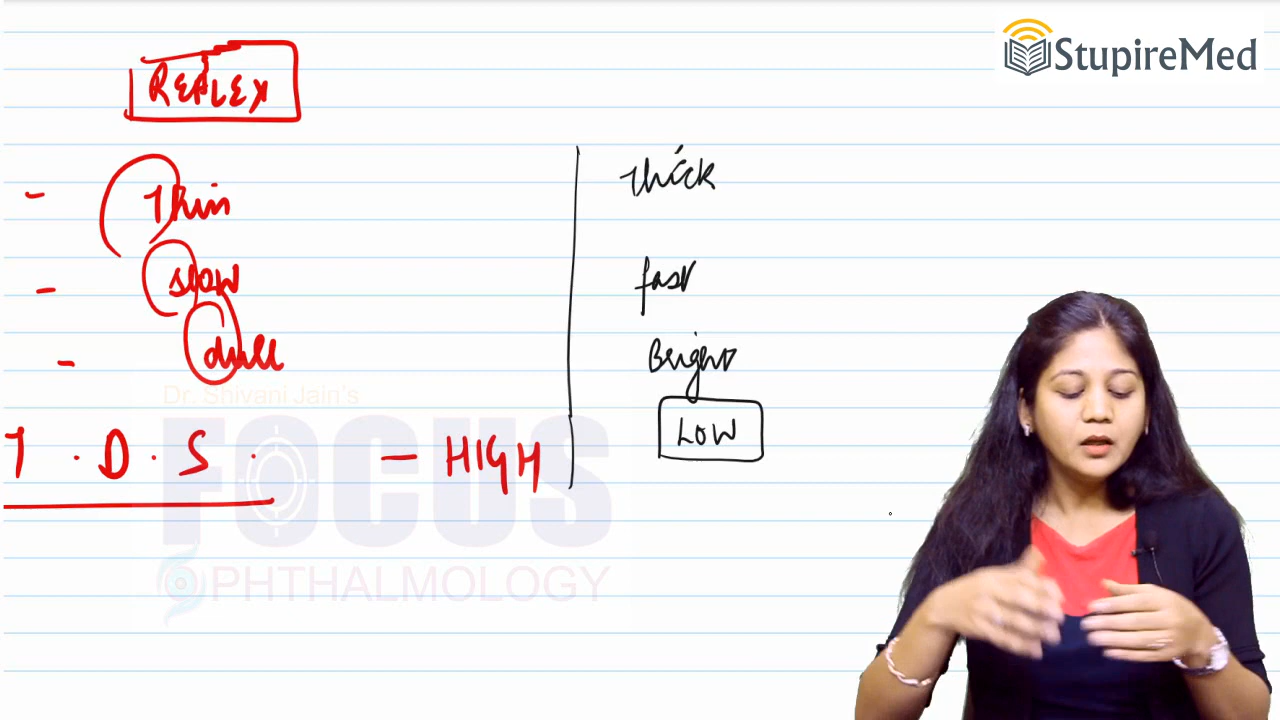 StupireMed
REFLEX
- Thin
- slow
- dull
T . D . S . - HIGH
thick
fast
Bright
LOW
Dr. Shivani Jain's
FOCUS
OPHTHALMOLOGY